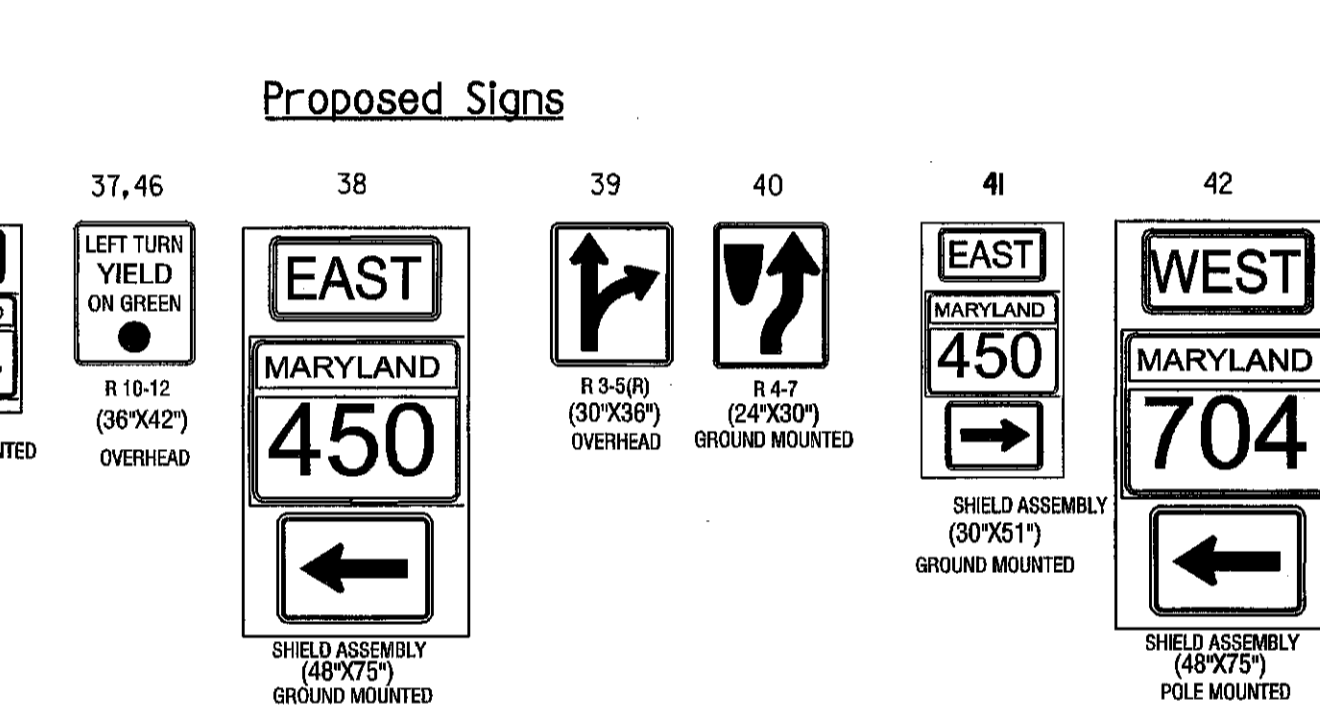 Proposed Signs
37,46
LEFT TURN
YIELD
ON GREEN
R 10-12
(36"X42")
OVERHEAD
38
EAST
MARYLAND
450
SHIELD ASSEMBLY
(48"X75")
GROUND MOUNTED
39
R 3-5(R)
(30"X36")
OVERHEAD
40
R 4-7
(24"X30")
GROUND MOUNTED
41
EAST
MARYLAND
450
SHIELD ASSEMBLY
(30"X51")
GROUND MOUNTED
42
WEST
MARYLAND
704
SHIELD ASSEMBLY
(48"X75")
POLE MOUNTED